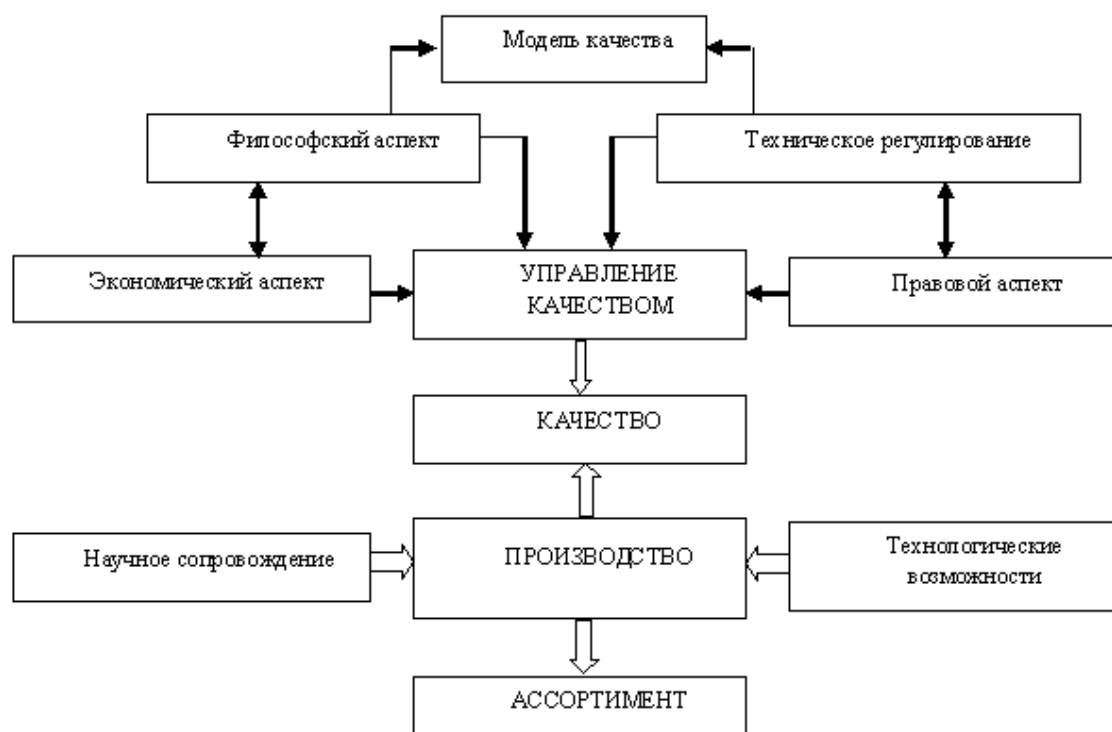 Модель качества
Философский аспект
Техническое регулирование
Экономический аспект
УПРАВЛЕНИЕ
КАЧЕСТВОМ
Правовой аспект
КАЧЕСТВО
Научное сопровождение
ПРОИЗВОДСТВО
Технологические
возможности
АССОРТИМЕНТ